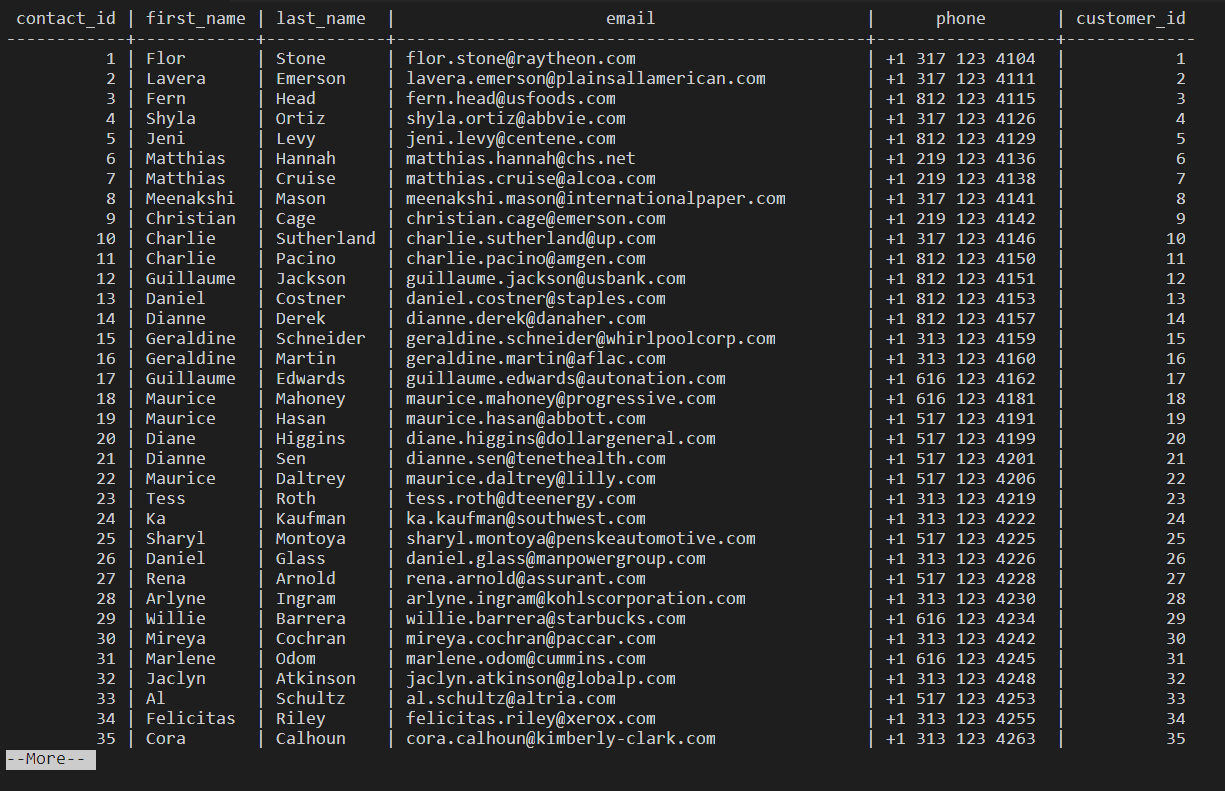 contact_id | first_name | last_name | email | phone | customer_id
------------+------------+------------+-----------------------------------------------+------------------+-------------
1 | Flor | Stone | flor.stone@raytheon.com | +1 317 123 4104 | 1
2 | Lavera | Emerson | lavera.emerson@plainsallamerican.com | +1 317 123 4111 | 2
3 | Fern | Head | fern.head@usfoods.com | +1 812 123 4115 | 3
4 | Shyla | Ortiz | shyla.ortiz@abbvie.com | +1 317 123 4126 | 4
5 | Jeni | Levy | jeni.levy@centene.com | +1 812 123 4129 | 5
6 | Matthias | Hannah | matthias.hannah@chs.net | +1 219 123 4136 | 6
7 | Matthias | Cruise | matthias.cruise@alcoa.com | +1 219 123 4138 | 7
8 | Meenakshi | Mason | meenakshi.mason@internationalpaper.com | +1 317 123 4141 | 8
9 | Christian | Cage | christian.cage@emerson.com | +1 219 123 4142 | 9
10 | Charlie | Sutherland | charlie.sutherland@up.com | +1 317 123 4146 | 10
11 | Charlie | Pacino | charlie.pacino@amgen.com | +1 812 123 4150 | 11
12 | Guillaume | Jackson | guillaume.jackson@usbank.com | +1 812 123 4151 | 12
13 | Daniel | Costner | daniel.costner@staples.com | +1 812 123 4153 | 13
14 | Dianne | Derek | dianne.derek@danaher.com | +1 812 123 4157 | 14
15 | Geraldine | Schneider | geraldine.schneider@whirlpoolcorp.com | +1 313 123 4159 | 15
16 | Geraldine | Martin | geraldine.martin@aflac.com | +1 313 123 4160 | 16
17 | Guillaume | Edwards | guillaume.edwards@autonation.com | +1 616 123 4162 | 17
18 | Maurice | Mahoney | maurice.mahoney@progressive.com | +1 616 123 4181 | 18
19 | Maurice | Hasan | maurice.hasan@abbott.com | +1 517 123 4191 | 19
20 | Diane | Higgins | diane.higgins@dollargeneral.com | +1 517 123 4199 | 20
21 | Dianne | Sen | dianne.sen@tenethealth.com | +1 517 123 4201 | 21
22 | Maurice | Daltrey | maurice.daltrey@lilly.com | +1 517 123 4206 | 22
23 | Tess | Roth | tess.roth@dteenergy.com | +1 313 123 4219 | 23
24 | Ka | Kaufman | ka.kaufman@southwest.com | +1 313 123 4222 | 24
25 | Sharyl | Montoya | sharyl.montoya@penskeautomotive.com | +1 517 123 4225 | 25
26 | Daniel | Glass | daniel.glass@manpowergroup.com | +1 313 123 4226 | 26
27 | Rena | Arnold | rena.arnold@assurant.com | +1 517 123 4228 | 27
28 | Arlyne | Ingram | arlyne.ingram@kohlscorporation.com | +1 313 123 4230 | 28
29 | Willie | Barrera | willie.barrera@starbucks.com | +1 616 123 4234 | 29
30 | Mireya | Cochran | mireya.cochran@paccar.com | +1 313 123 4242 | 30
31 | Marlene | Odom | marlene.odom@cummins.com | +1 616 123 4245 | 31
32 | Jaclyn | Atkinson | jaclyn.atkinson@globalp.com | +1 313 123 4248 | 32
33 | Al | Schultz | al.schultz@altria.com | +1 517 123 4253 | 33
34 | Felicitas | Riley | felicitas.riley@xerox.com | +1 313 123 4255 | 34
35 | Cora | Calhoun | cora.calhoun@kimberly-clark.com | +1 313 123 4263 | 35
--More--